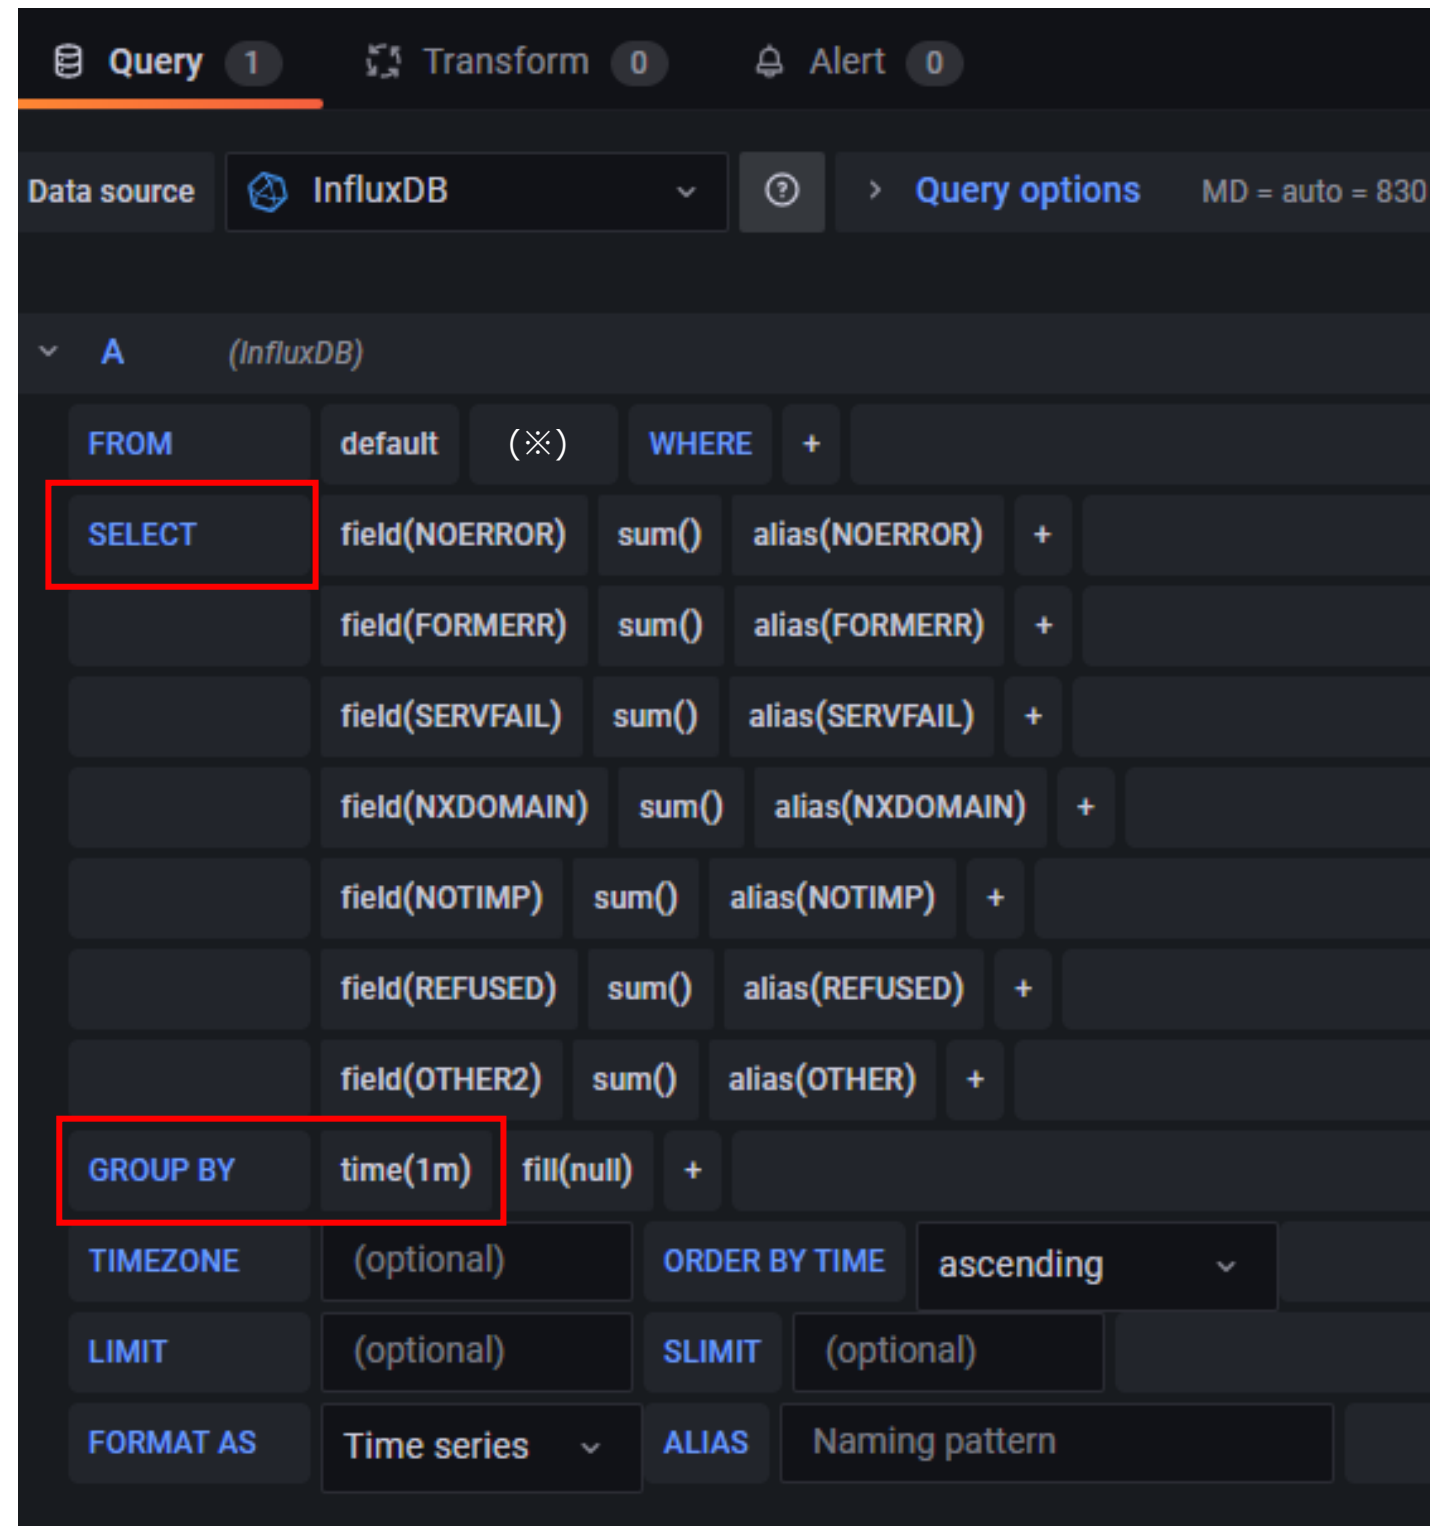 Query 1 Transform 0 Alert 0
Data source InfluxDB ? > Query options MD = auto = 830
A (InfluxDB)
FROM default (※) WHERE +
SELECT field(NOERROR) sum() alias(NOERROR) +
field(FORMERR) sum() alias(FORMERR) +
field(SERVFAIL) sum() alias(SERVFAIL) +
field(NXDOMAIN) sum() alias(NXDOMAIN) +
field(NOTIMP) sum() alias(NOTIMP) +
field(REFUSED) sum() alias(REFUSED) +
field(OTHER2) sum() alias(OTHER) +
GROUP BY time(1m) fill(null) +
TIMEZONE (optional) ORDER BY TIME ascending
LIMIT (optional) SLIMIT (optional)
FORMAT AS Time series ALIAS Naming pattern